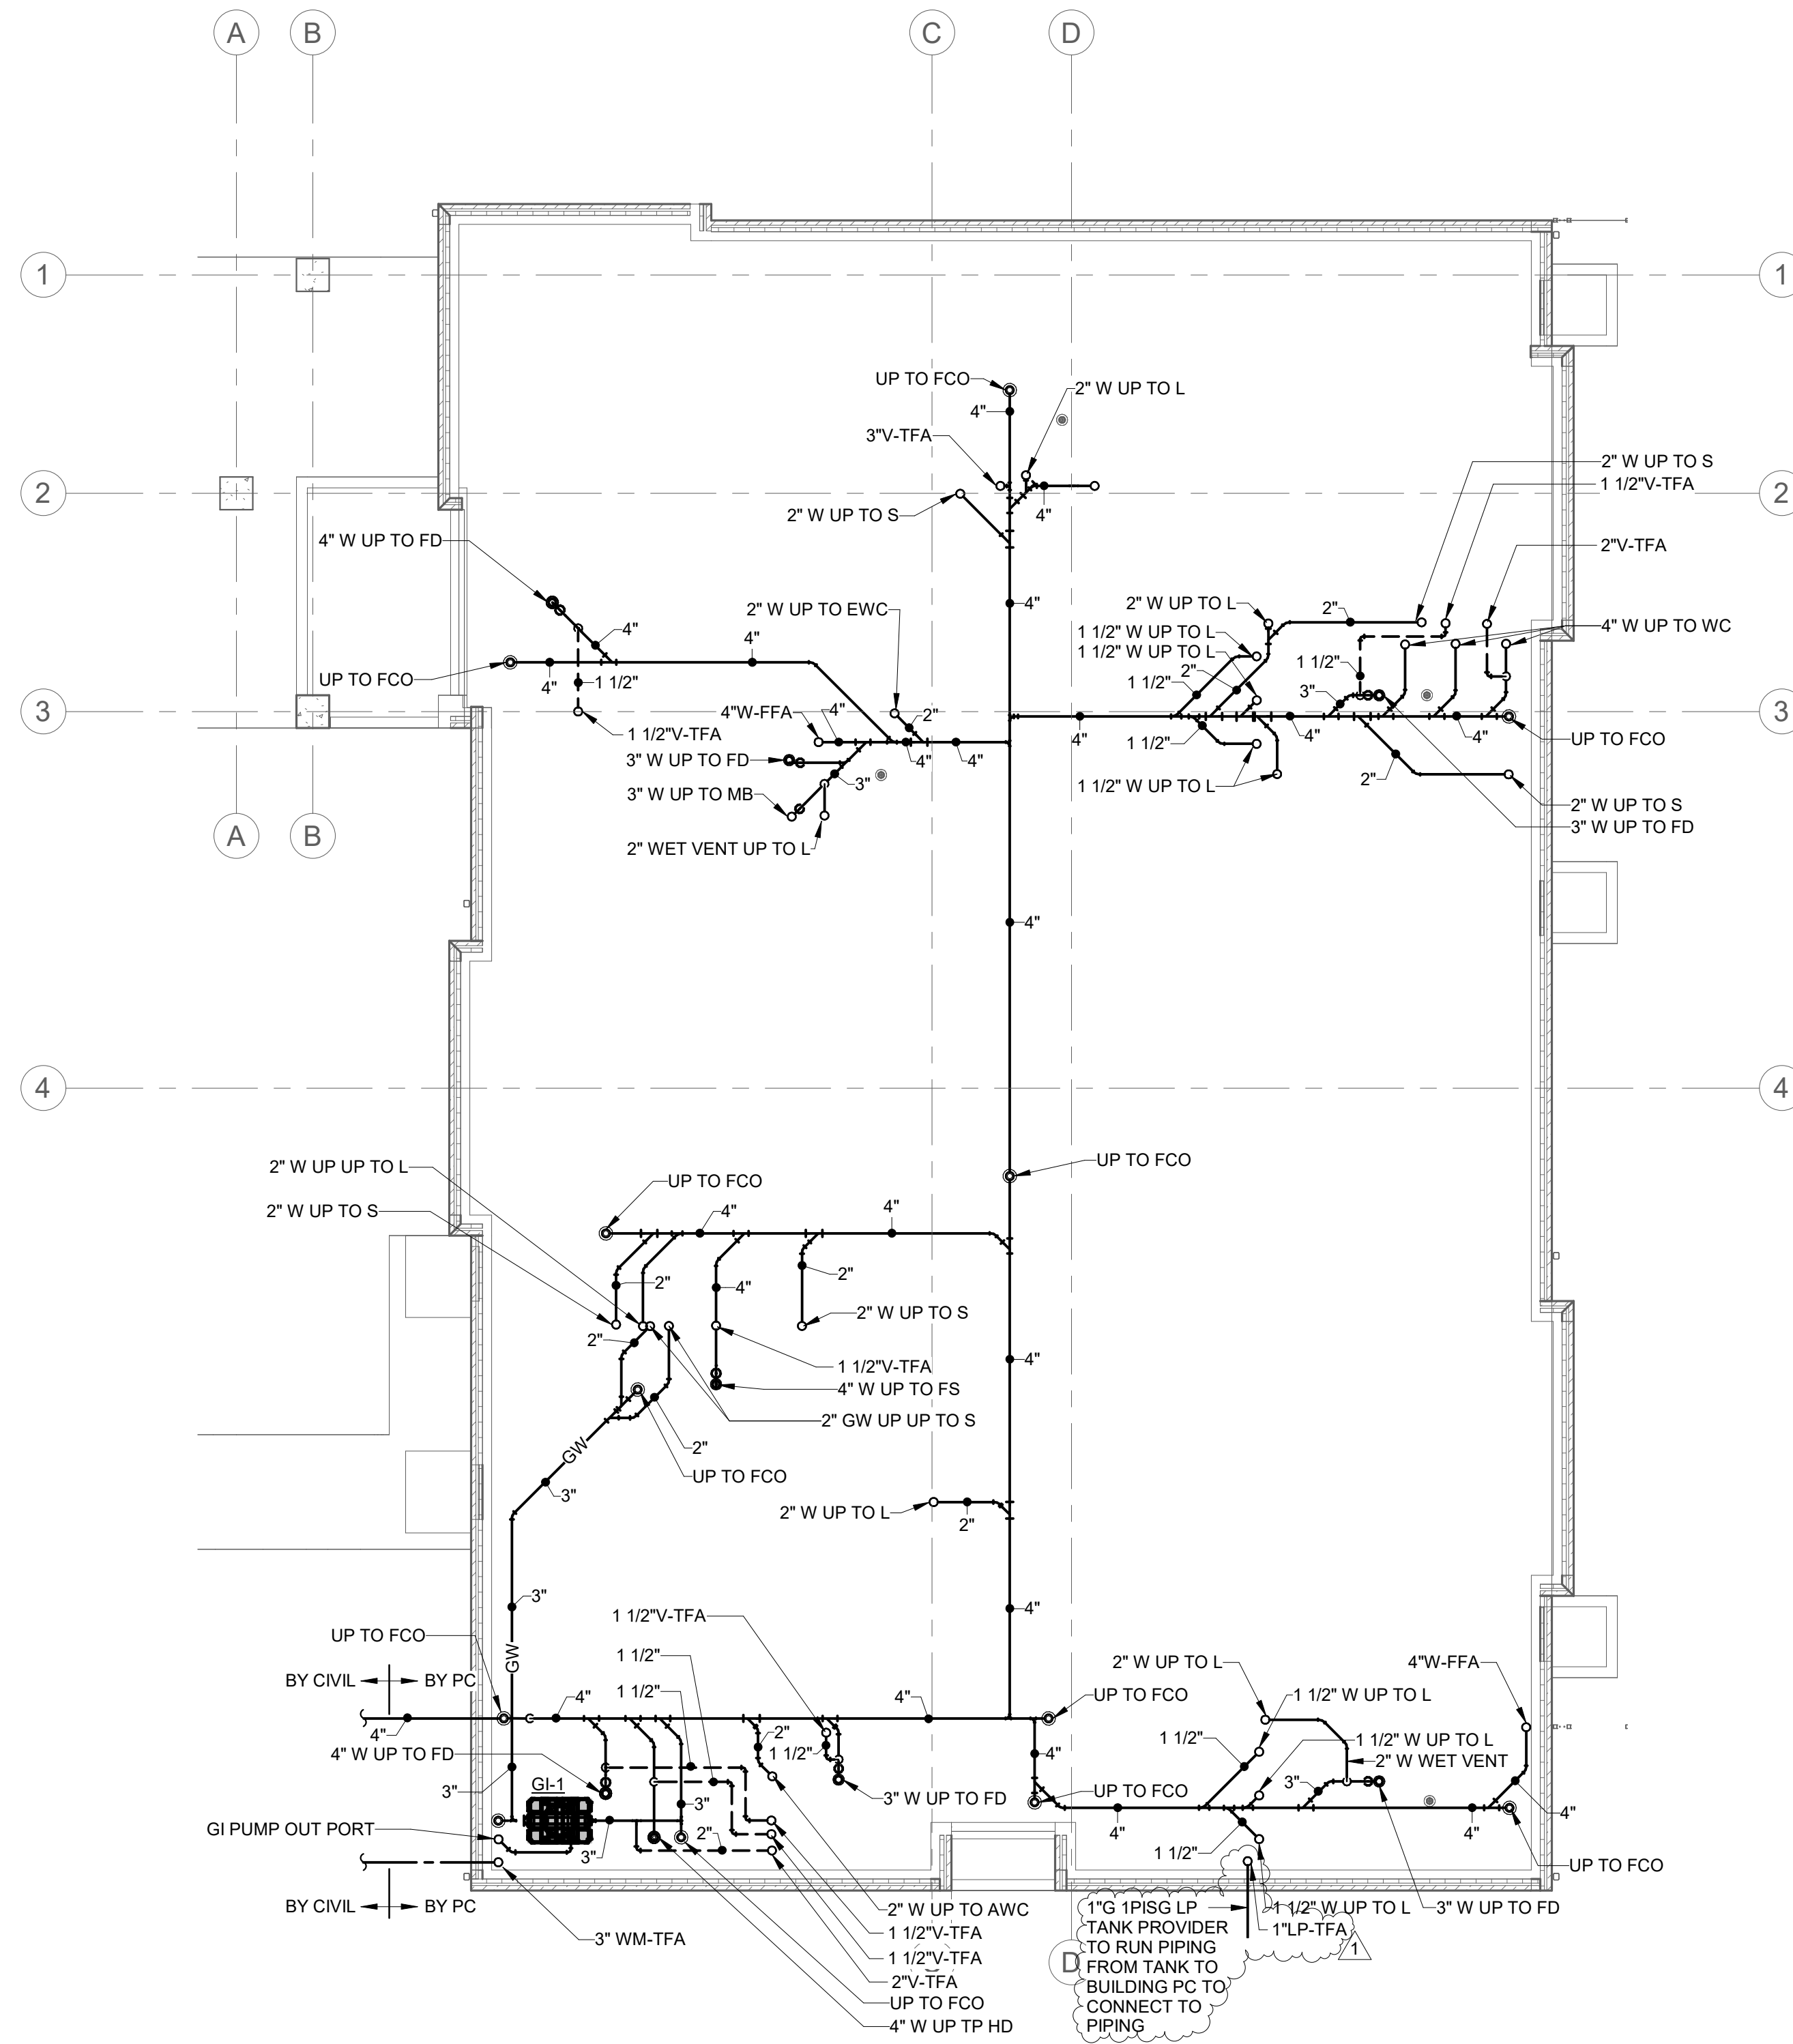 A
B
C
D
1
1
UP TO FCO
2" W UP TO L
4"
3"V-TFA
2" W UP TO S
2
2
1 1/2"V-TFA
2" W UP TO S
4"
4" W UP TO FD
2"V-TFA
2" W UP TO EWC
2" W UP TO L
2"
4"
4" W UP TO WC
4"
1 1/2" W UP TO L
1 1/2" W UP TO L
4"
1 1/2"
2"
UP TO FCO
4"
1 1/2"
1 1/2"
3"
3
3
4"W-FFA
4"
2"
1 1/2"V-TFA
4"
1 1/2"
4"
4"
UP TO FCO
3" W UP TO FD
4"
4"
3"
2"
1 1/2" W UP TO L
3" W UP TO MB
2" W UP TO S
3" W UP TO FD
A
B
2" WET VENT UP TO L
4"
4
4
2" W UP UP TO L
UP TO FCO
UP TO FCO
2" W UP TO S
4"
4"
2"
4"
2"
2" W UP TO S
2"
1 1/2"V-TFA
4"
4" W UP TO FS
2" GW UP UP TO S
2"
GW
UP TO FCO
3"
2" W UP TO L
2"
3"
4"
1 1/2"V-TFA
UP TO FCO
GW
1 1/2"
2" W UP TO L
4"W-FFA
BY CIVIL
BY PC
1 1/2"
4"
4"
UP TO FCO
1 1/2" W UP TO L
4"
2"
1 1/2"
1 1/2"
1 1/2" W UP TO L
4" W UP TO FD
4"
2" W WET VENT
3"
GI-1
3" W UP TO FD
UP TO FCO
3"
3"
4"
4"
4"
GI PUMP OUT PORT
2"
3"
1 1/2"
UP TO FCO
BY CIVIL
BY PC
2" W UP TO AWC
1"G 1PISG LP
TANK PROVIDER
TO RUN PIPING
FROM TANK TO
BUILDING PC TO
CONNECT TO
PIPING
1 1/2" W UP TO L
3" W UP TO FD
3" WM-TFA
1 1/2"V-TFA
1"LP-TFA
1
1 1/2"V-TFA
D
2"V-TFA
UP TO FCO
4" W UP TP HD